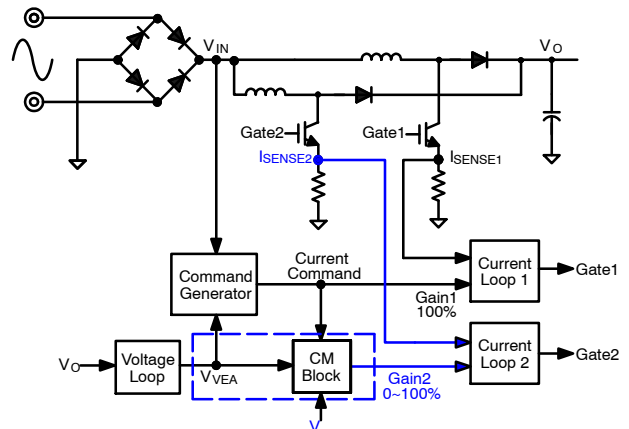 VIN
VO
Gate2
Gate1
ISENSE2
ISENSE1
Command
Generator
Current
Command
Gain1
100%
Current
Loop 1
Gate1
VO
Voltage
Loop
VVEA
CM
Block
Gain2
0~100%
Current
Loop 2
Gate2
V